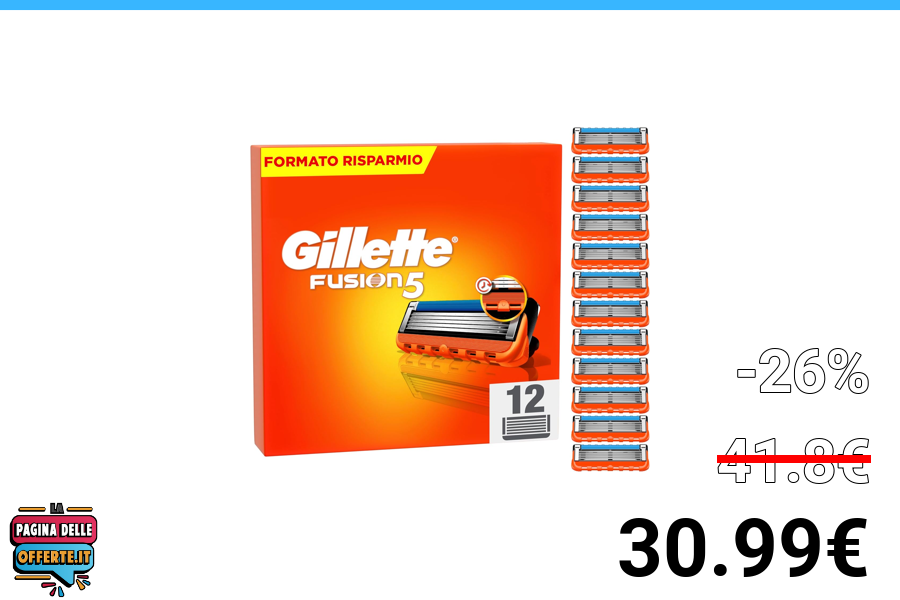 FORMATO RISPARMIO
Gillette®
FUSION5
12
-26%
41.8€
30.99€
LA
PAGINA DELLE
OFFERTE.IT